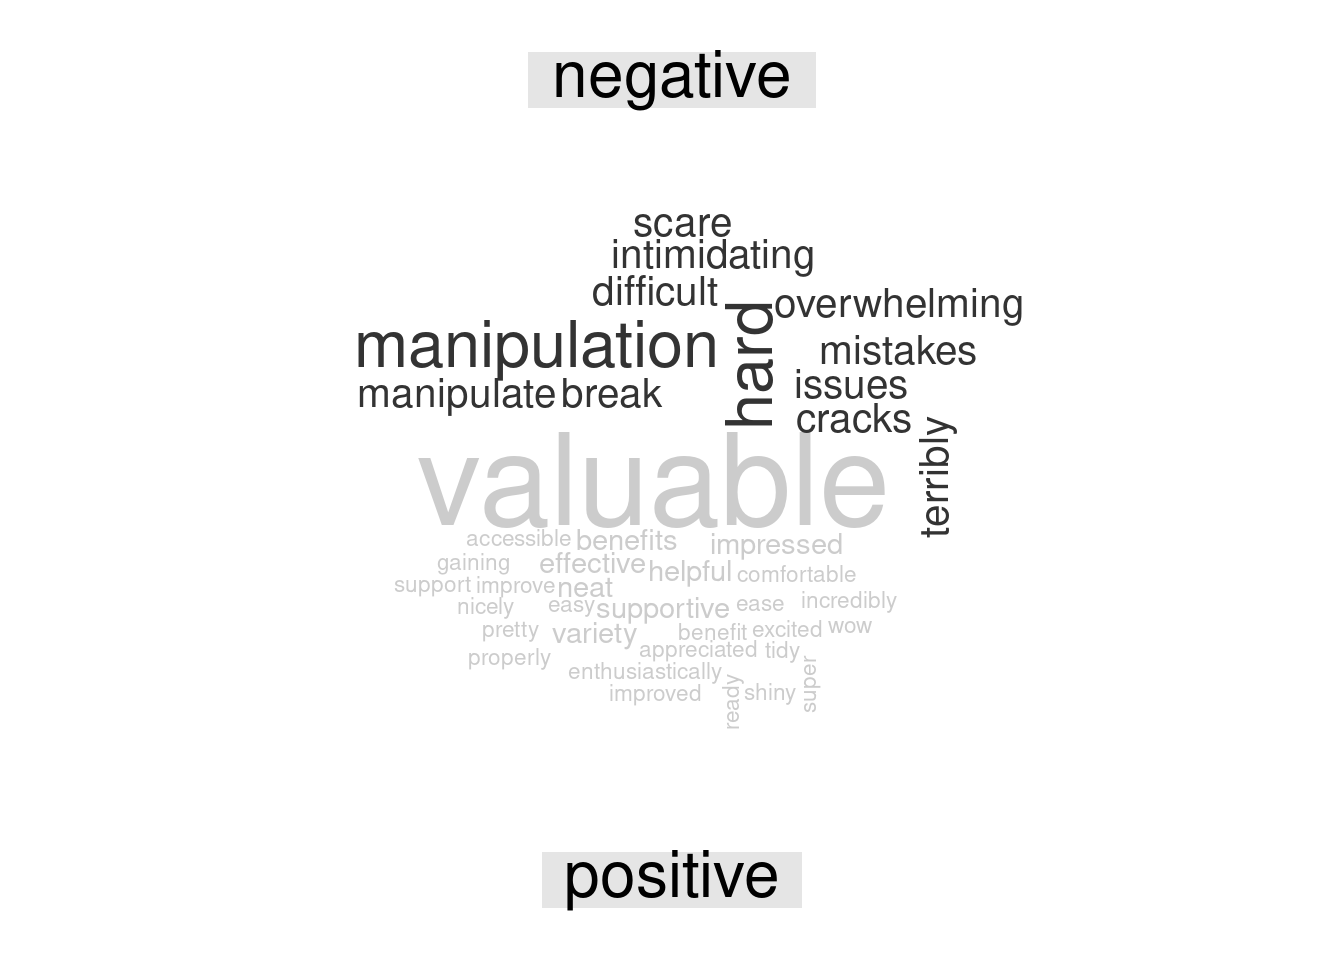 negative
scare
intimidating
difficult
hard
overwhelming
manipulation
mistakes
manipulate break
issues
cracks
terribly
valuable
accessible benefits impressed
gaining effective helpful comfortable
support improve neat
nicely easy supportive ease incredibly
pretty variety benefit excited wow
properly appreciated tidy
enthusiastically
improved ready shiny super
positive